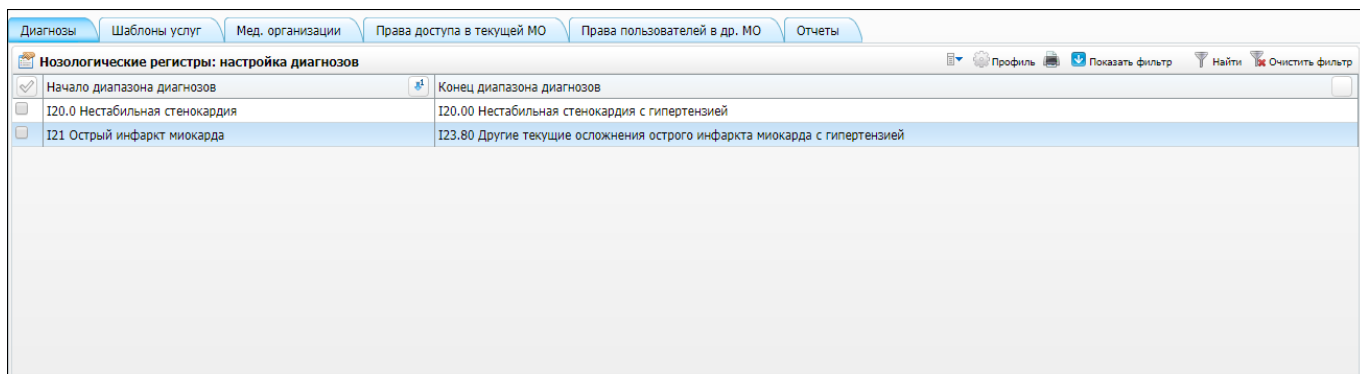 Диагнозы Шаблоны услуг Мед. организации Права доступа в текущей МО Права пользователей в др. МО Отчеты
Нозологические регистры: настройка диагнозов Профиль Показать фильтр Найти Очистить фильтр
Начало диапазона диагнозов 1 Конец диапазона диагнозов
I20.0 Нестабильная стенокардия I20.00 Нестабильная стенокардия с гипертензией
I21 Острый инфаркт миокарда I23.80 Другие текущие осложнения острого инфаркта миокарда с гипертензией